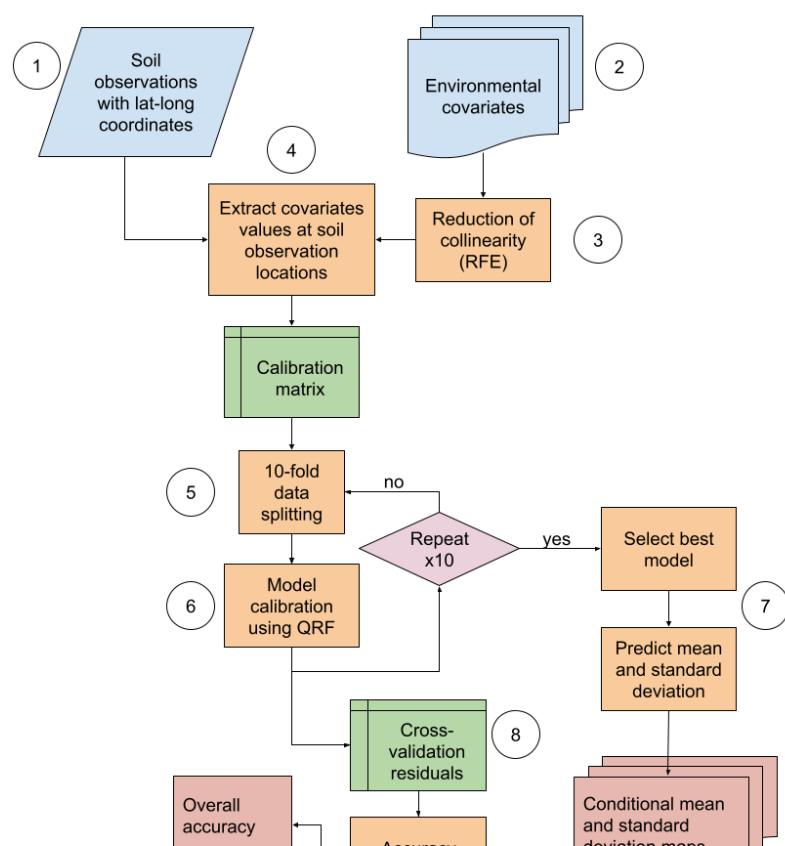 1
Soil
observations
with lat-long
coordinates
Environmental
covariates
2
4
Extract covariates
values at soil
observation
locations
Reduction of
collinearity
(RFE)
3
Calibration
matrix
5
10-fold
data
splitting
no
Repeat
x10
yes
Select best
model
6
Model
calibration
using QRF
7
Predict mean
and standard
deviation
Cross-
validation
residuals
8
Overall
accuracy
Accuracy
Conditional mean
and standard
deviation maps